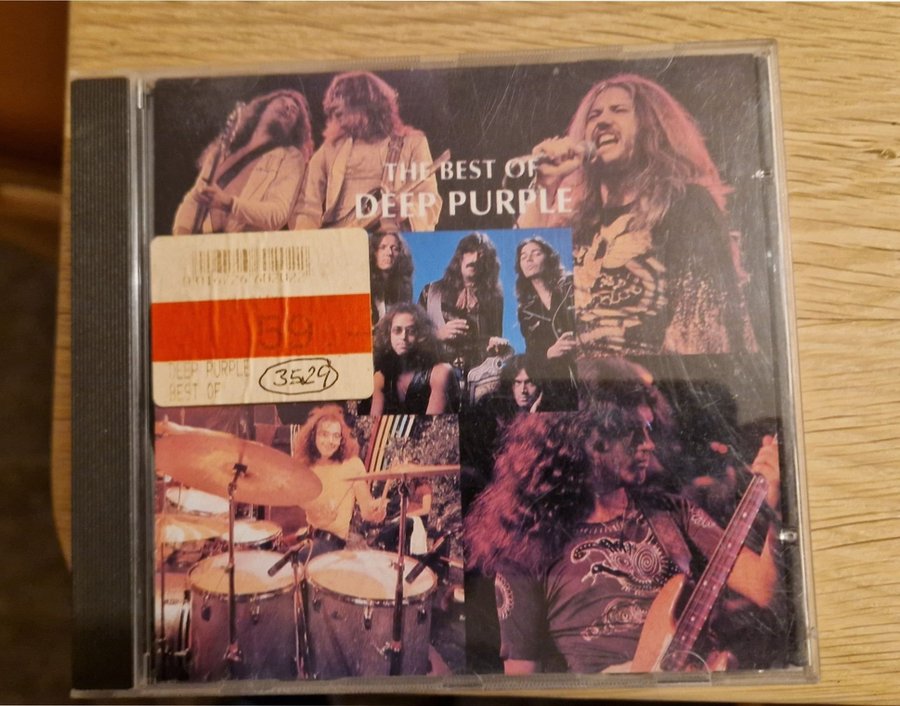 THE BEST OF
DEEP PURPLE
59
DEEP PURPLE
BEST OF
3529